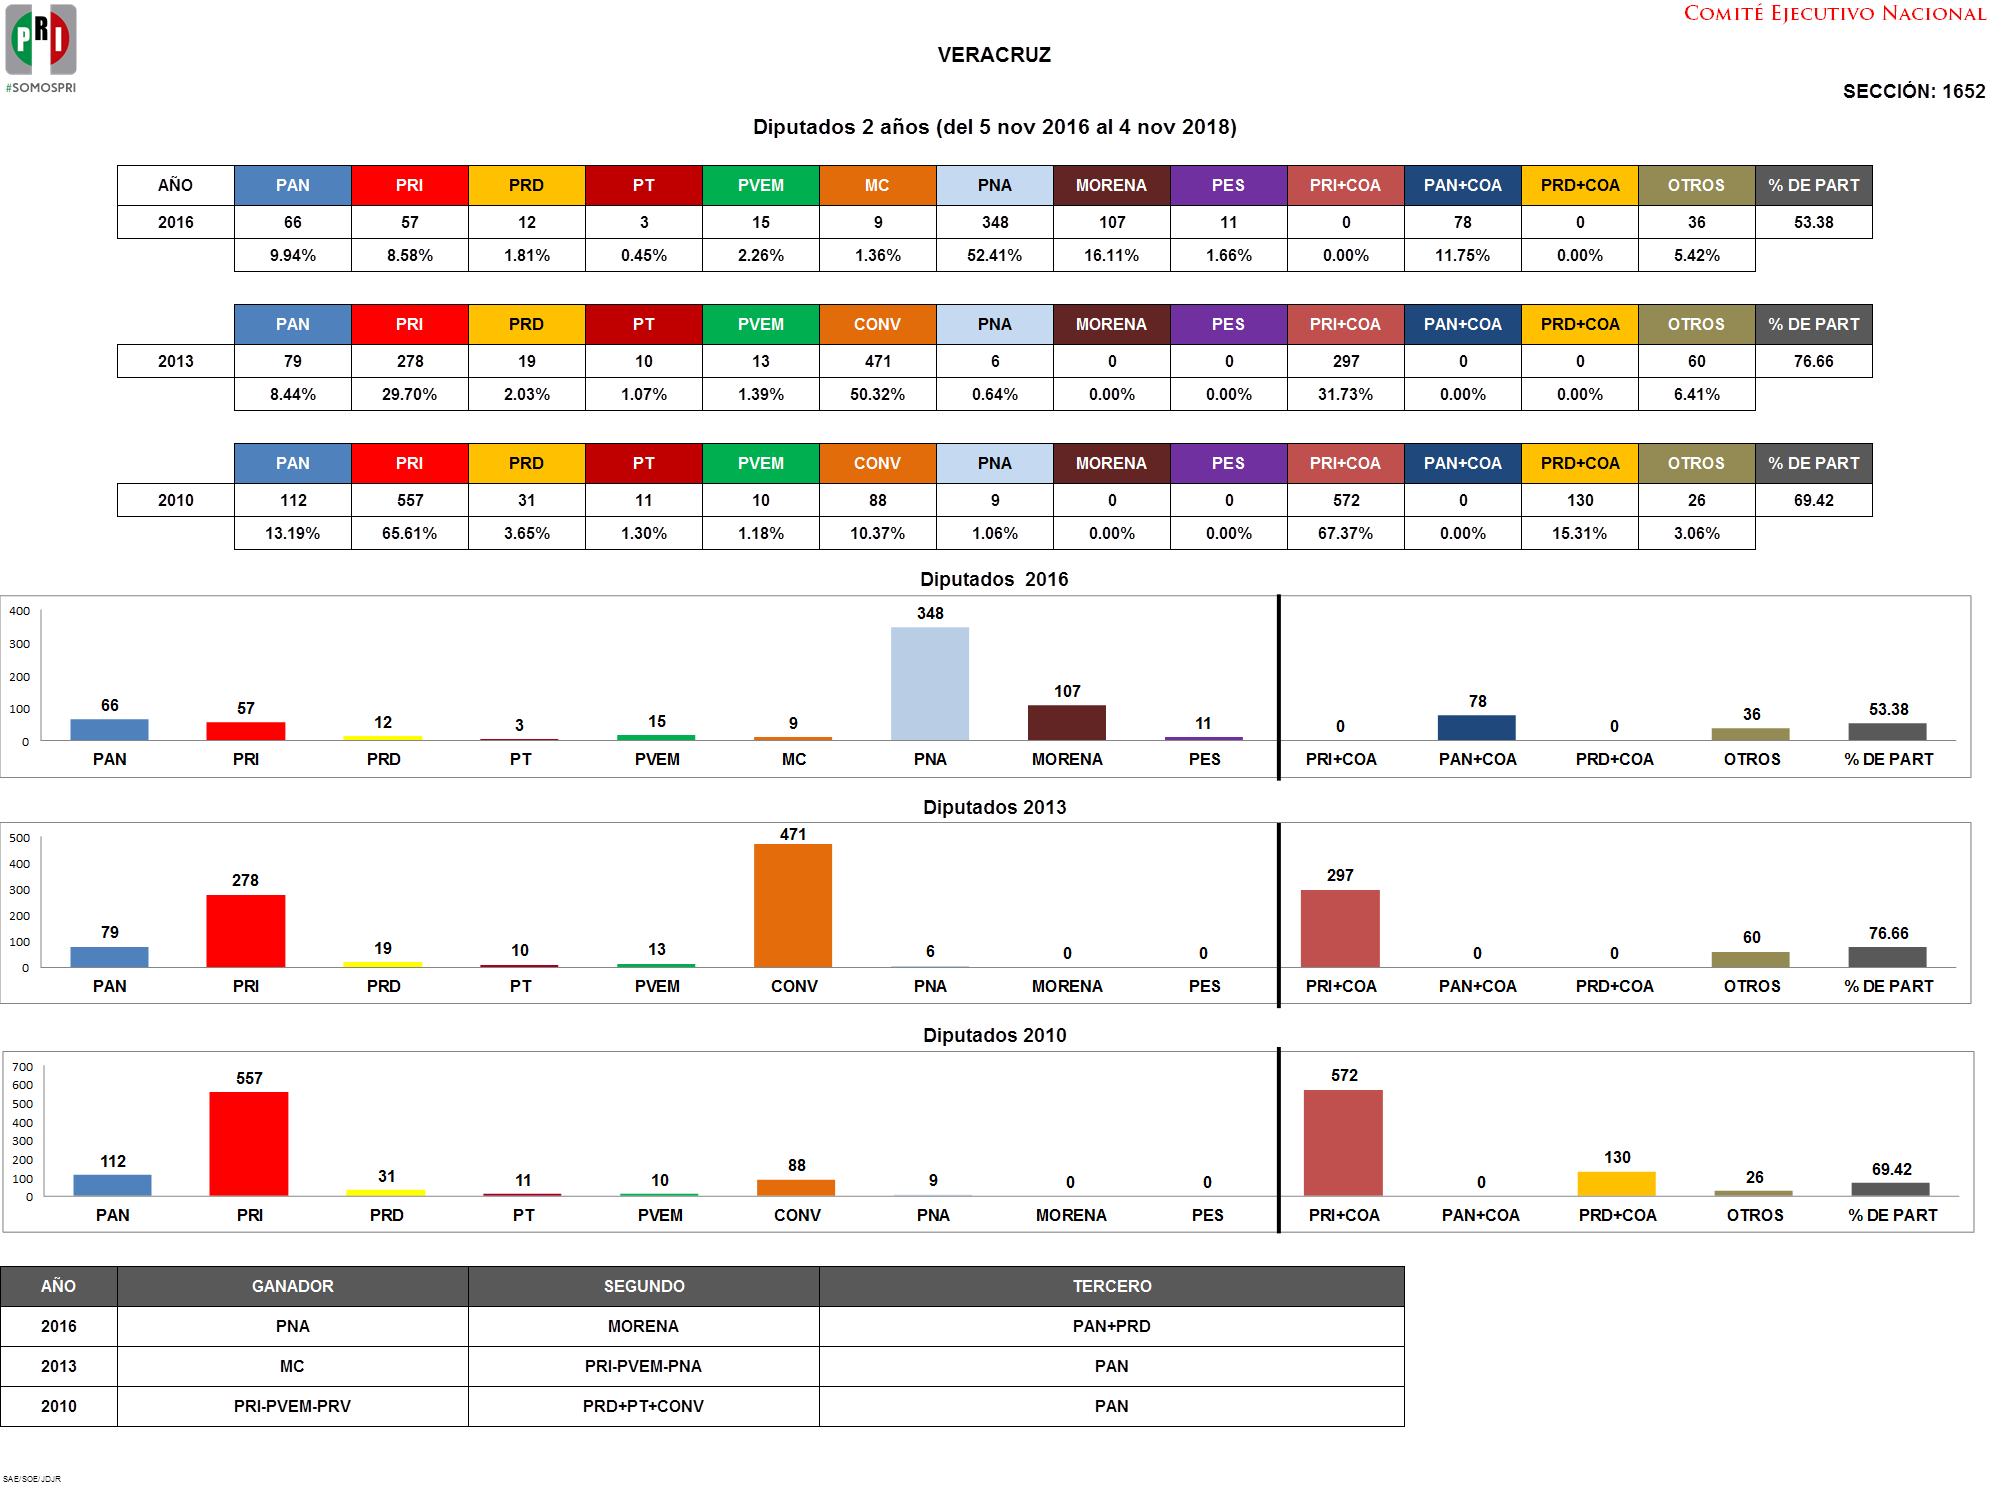 PRI
#SOMOSPRI
COMITÉ EJECUTIVO NACIONAL
VERACRUZ
SECCIÓN: 1652
Diputados 2 años (del 5 nov 2016 al 4 nov 2018)
AÑO PAN PRI PRD PT PVEM MC PNA MORENA PES PRI+COA PAN+COA PRD+COA OTROS % DE PART
2016 66 57 12 3 15 9 348 107 11 0 78 0 36 53.38
9.94% 8.58% 1.81% 0.45% 2.26% 1.36% 52.41% 16.11% 1.66% 0.00% 11.75% 0.00% 5.42%
PAN PRI PRD PT PVEM CONV PNA MORENA PES PRI+COA PAN+COA PRD+COA OTROS % DE PART
2013 79 278 19 10 13 471 6 0 0 297 0 0 60 76.66
8.44% 29.70% 2.03% 1.07% 1.39% 50.32% 0.64% 0.00% 0.00% 31.73% 0.00% 0.00% 6.41%
PAN PRI PRD PT PVEM CONV PNA MORENA PES PRI+COA PAN+COA PRD+COA OTROS % DE PART
2010 112 557 31 11 10 88 9 0 0 572 0 130 26 69.42
13.19% 65.61% 3.65% 1.30% 1.18% 10.37% 1.06% 0.00% 0.00% 67.37% 0.00% 15.31% 3.06%
Diputados 2016
400
300
200
100
0
66 57 12 3 15 9 348 107 11 0 78 0 36 53.38
PAN PRI PRD PT PVEM MC PNA MORENA PES PRI+COA PAN+COA PRD+COA OTROS % DE PART
Diputados 2013
500
400
300
200
100
0
79 278 19 10 13 471 6 0 0 297 0 0 60 76.66
PAN PRI PRD PT PVEM CONV PNA MORENA PES PRI+COA PAN+COA PRD+COA OTROS % DE PART
Diputados 2010
700
600
500
400
300
200
100
0
112 557 31 11 10 88 9 0 0 572 0 130 26 69.42
PAN PRI PRD PT PVEM CONV PNA MORENA PES PRI+COA PAN+COA PRD+COA OTROS % DE PART
AÑO GANADOR SEGUNDO TERCERO
2016 PNA MORENA PAN+PRD
2013 MC PRI-PVEM-PNA PAN
2010 PRI-PVEM-PRV PRD+PT+CONV PAN
SAE/SOE/JDJR